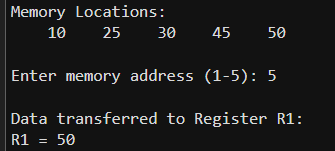 Memory Locations:
10 25 30 45 50
Enter memory address (1-5): 5
Data transferred to Register R1:
R1 = 50